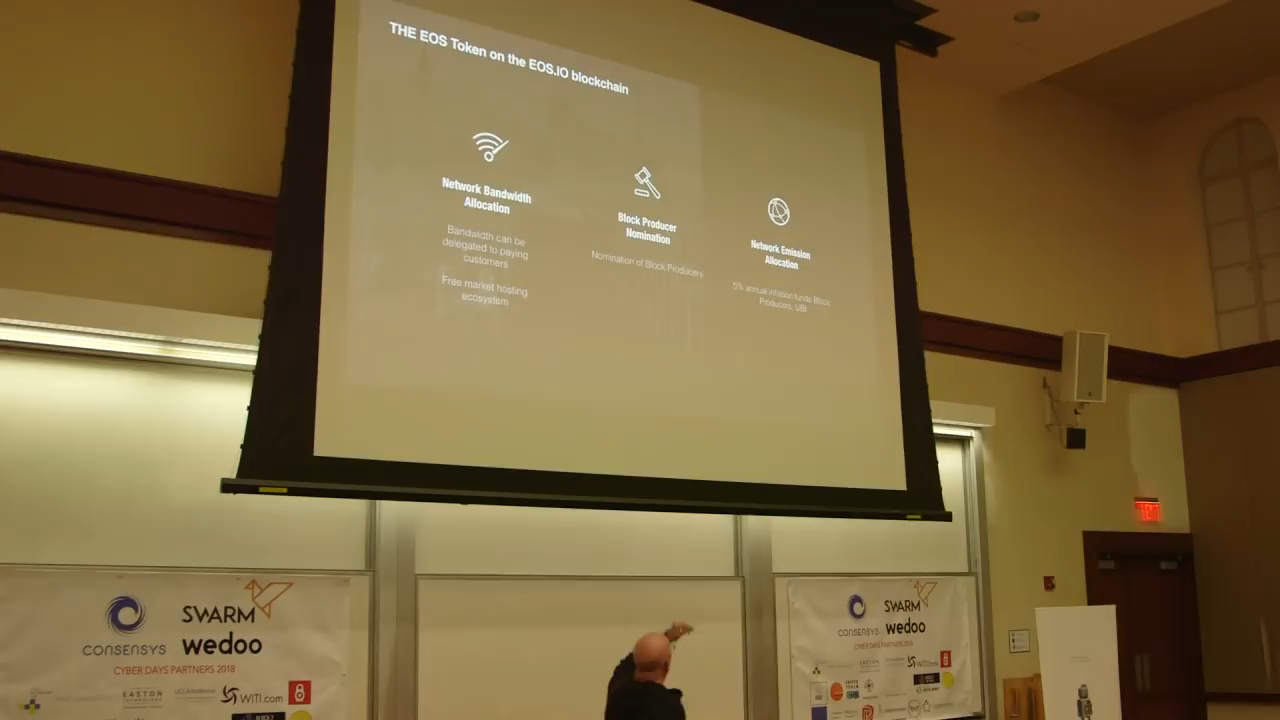 THE EOS Token on the EOS.IO blockchain
Network Bandwidth
Allocation
Bandwidth can be
delegated to paying
customers
Free market hosting
ecosystem
Block Producer
Nomination
Nomination of Block Producers
Network Emission
Allocation
5% annual inflation funds Block
Producers, UBI
EXIT
CONSENSYS
SWARM
wedoo
CYBER DAYS PARTNERS 2018
EASTON
WITI.com
CONSENSYS
SWARM
wedoo
CYBER DAYS PARTNERS 2018
EASTON
WITI.com